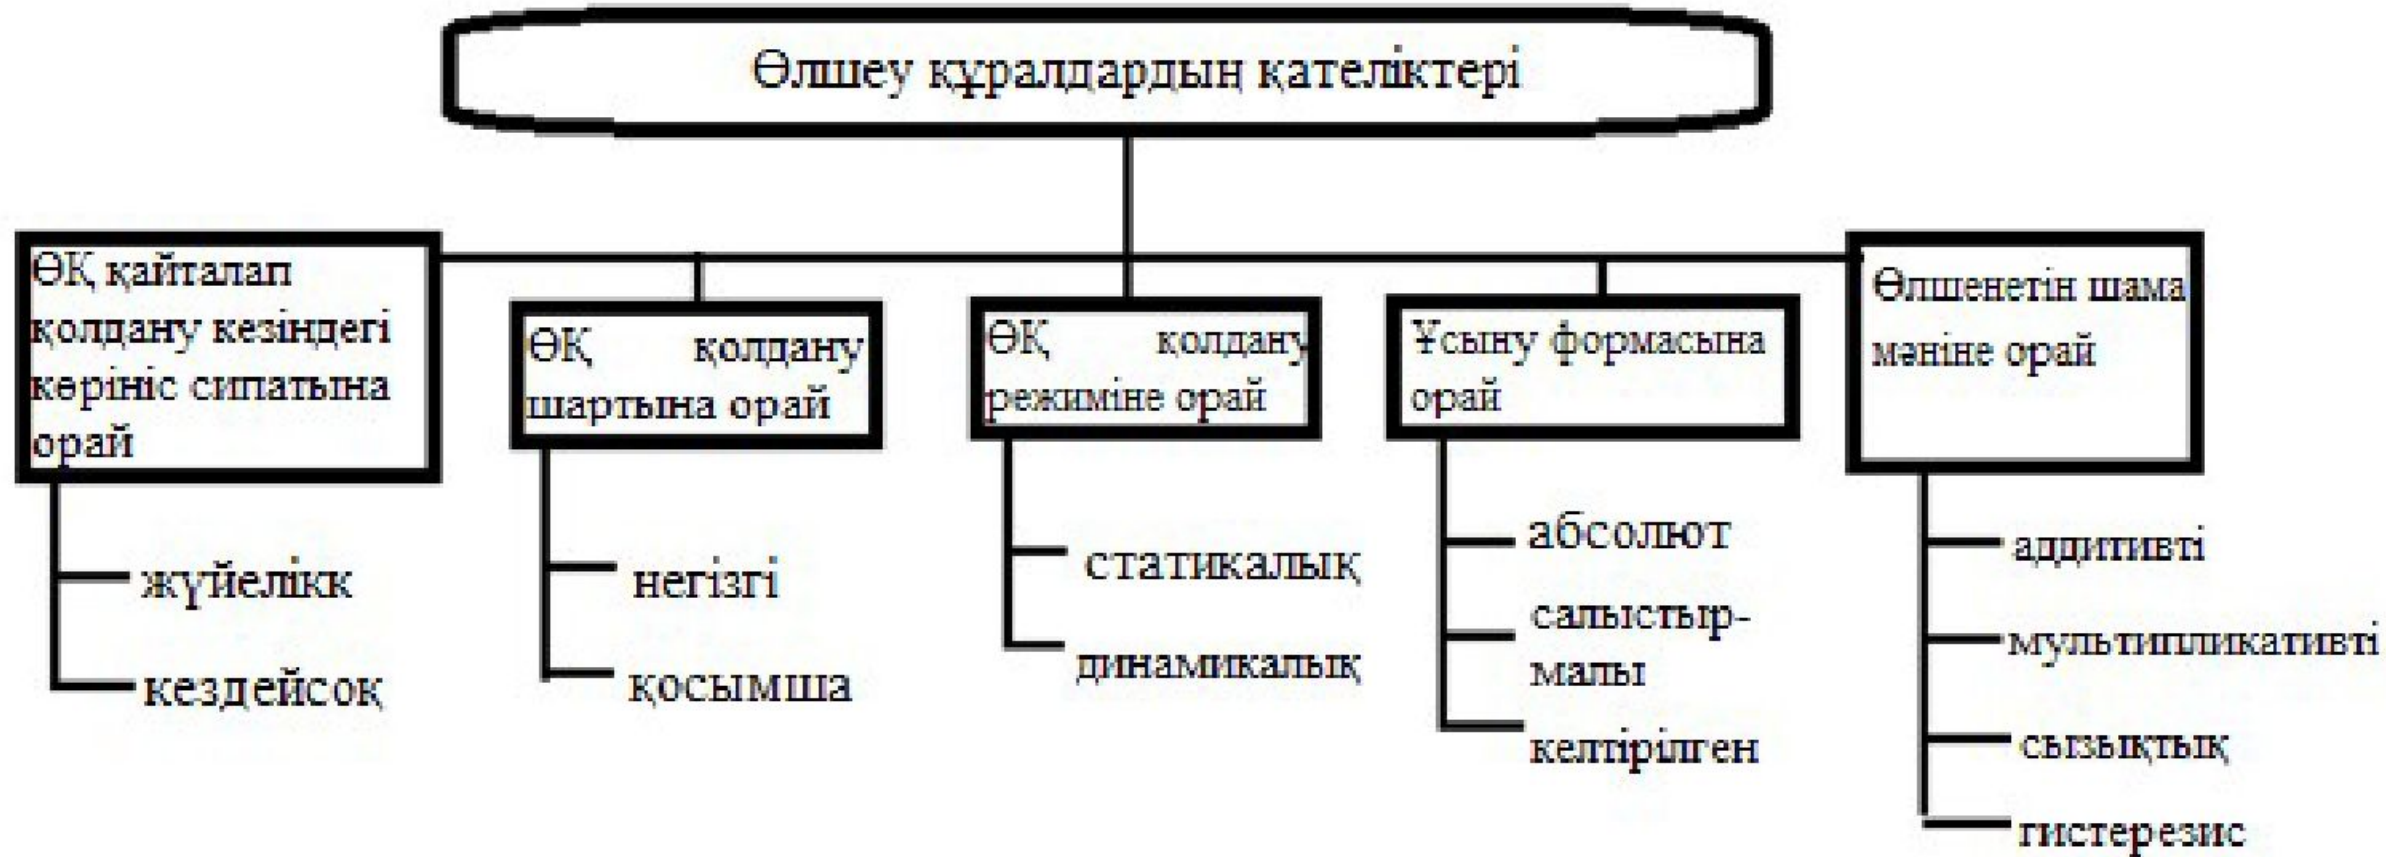 Өлшеу құралдардың қателіктері
ӨҚ қайталап
қолдану кезіндегі
көрініс сипатына
орай
жүйелікк
кездейсоқ
ӨҚ қолдану
шартына орай
негізгі
қосымша
ӨҚ қолдану
режиміне орай
статикалық
динамикалық
Ұсыну формасына
орай
абсолют
салыстыр-
малы
келтірілген
Өлшенетін шама
мәніне орай
аддитивті
мультипликативті
сызықтық
гистерезис